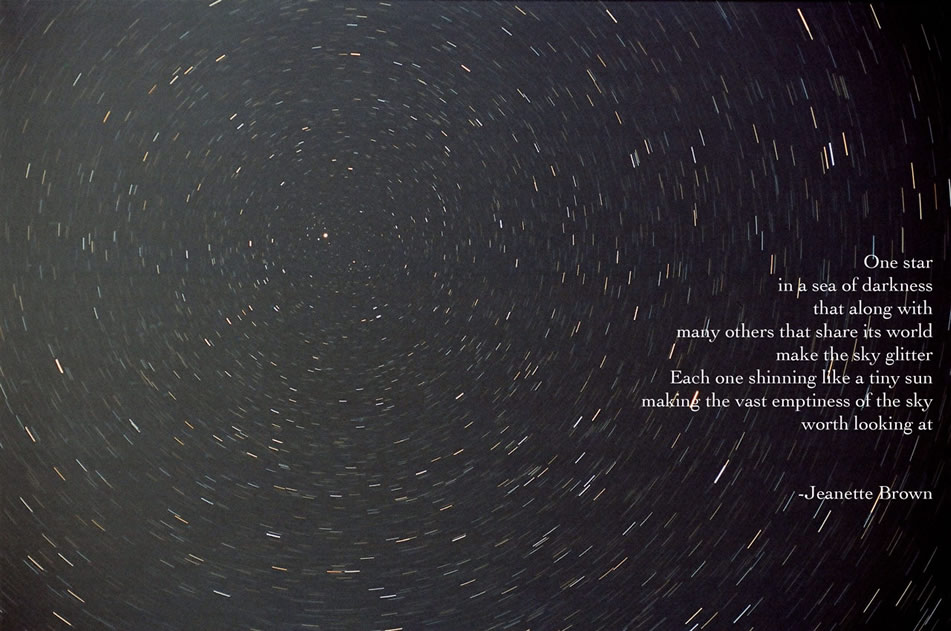 One star
in a sea of darkness
that along with
many others that share its world
make the sky glitter
Each one shinning like a tiny sun
making the vast emptiness of the sky
worth looking at
-Jeanette Brown